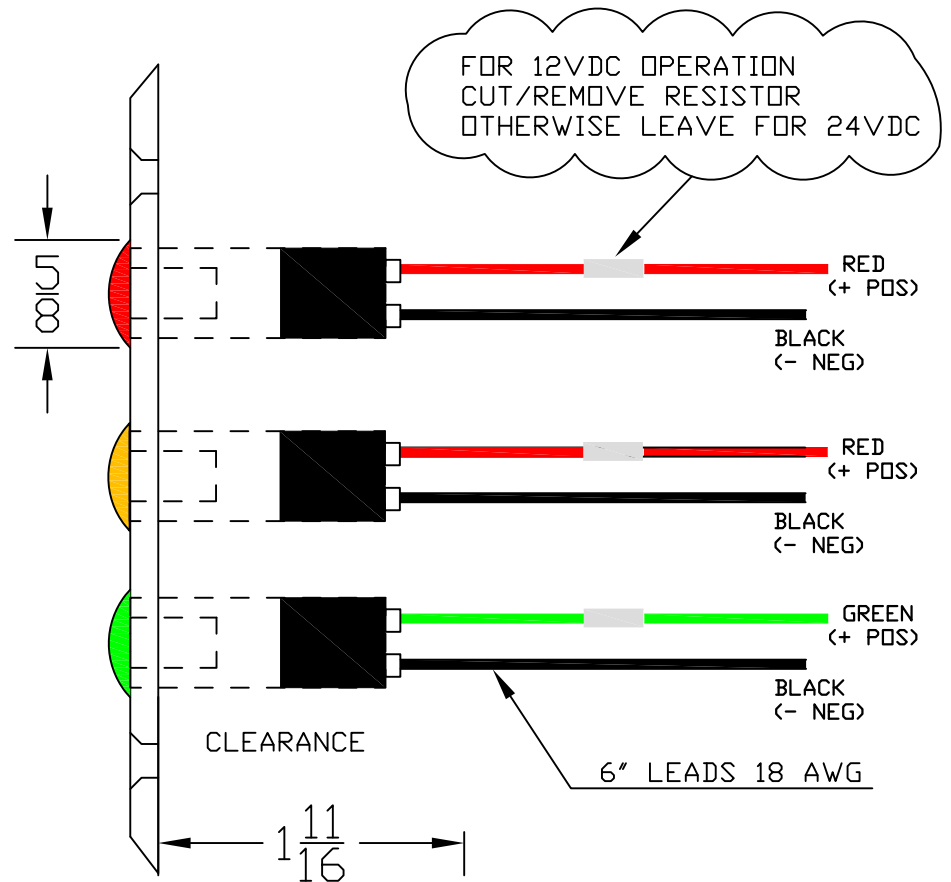 FOR 12VDC OPERATION
CUT/REMOVE RESISTOR
OTHERWISE LEAVE FOR 24VDC
5/8
RED
(+ POS)
BLACK
(- NEG)
RED
(+ POS)
BLACK
(- NEG)
GREEN
(+ POS)
BLACK
(- NEG)
CLEARANCE
6" LEADS 18 AWG
1 11/16